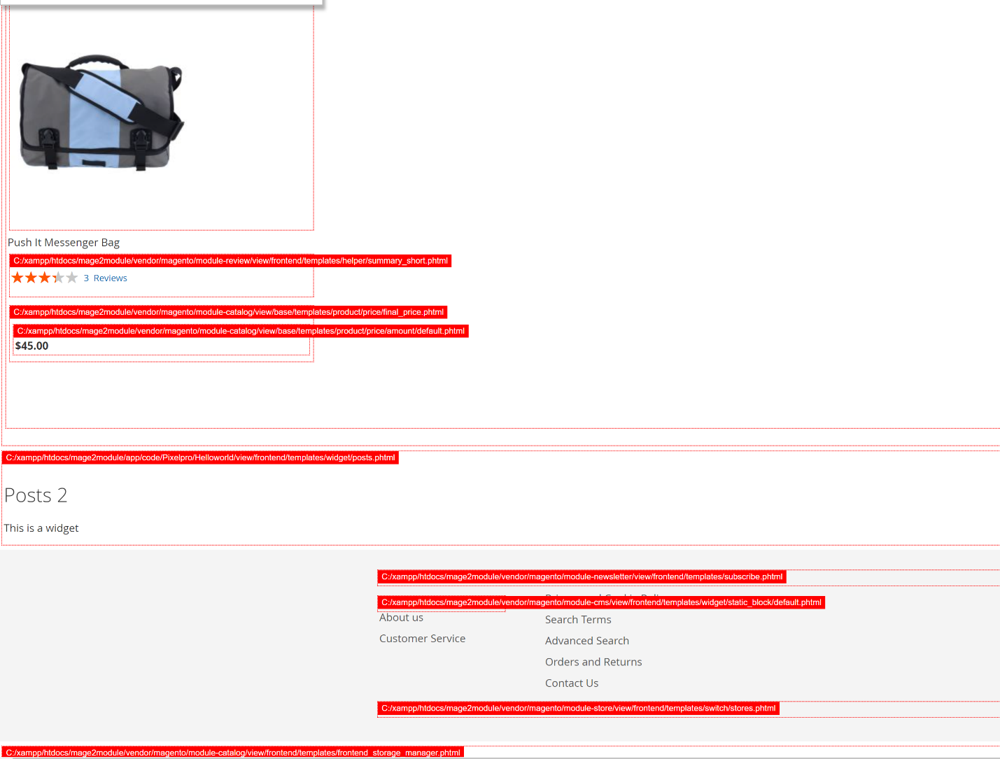 Push It Messenger Bag
C:/xampp/htdocs/mage2module/vendor/magento/module-review/view/frontend/templates/helper/summary_short.phtml
3 Reviews
C:/xampp/htdocs/mage2module/vendor/magento/module-catalog/view/base/templates/product/price/final_price.phtml
C:/xampp/htdocs/mage2module/vendor/magento/module-catalog/view/base/templates/product/price/amount/default.phtml
$45.00
C:/xampp/htdocs/mage2module/app/code/Pixelpro/Helloworld/view/frontend/templates/widget/posts.phtml
Posts 2
This is a widget
C:/xampp/htdocs/mage2module/vendor/magento/module-newsletter/view/frontend/templates/subscribe.phtml
C:/xampp/htdocs/mage2module/vendor/magento/module-cms/view/frontend/templates/widget/static_block/default.phtml
About us
Customer Service
Search Terms
Advanced Search
Orders and Returns
Contact Us
C:/xampp/htdocs/mage2module/vendor/magento/module-store/view/frontend/templates/switch/stores.phtml
C:/xampp/htdocs/mage2module/vendor/magento/module-catalog/view/frontend/templates/frontend_storage_manager.phtml